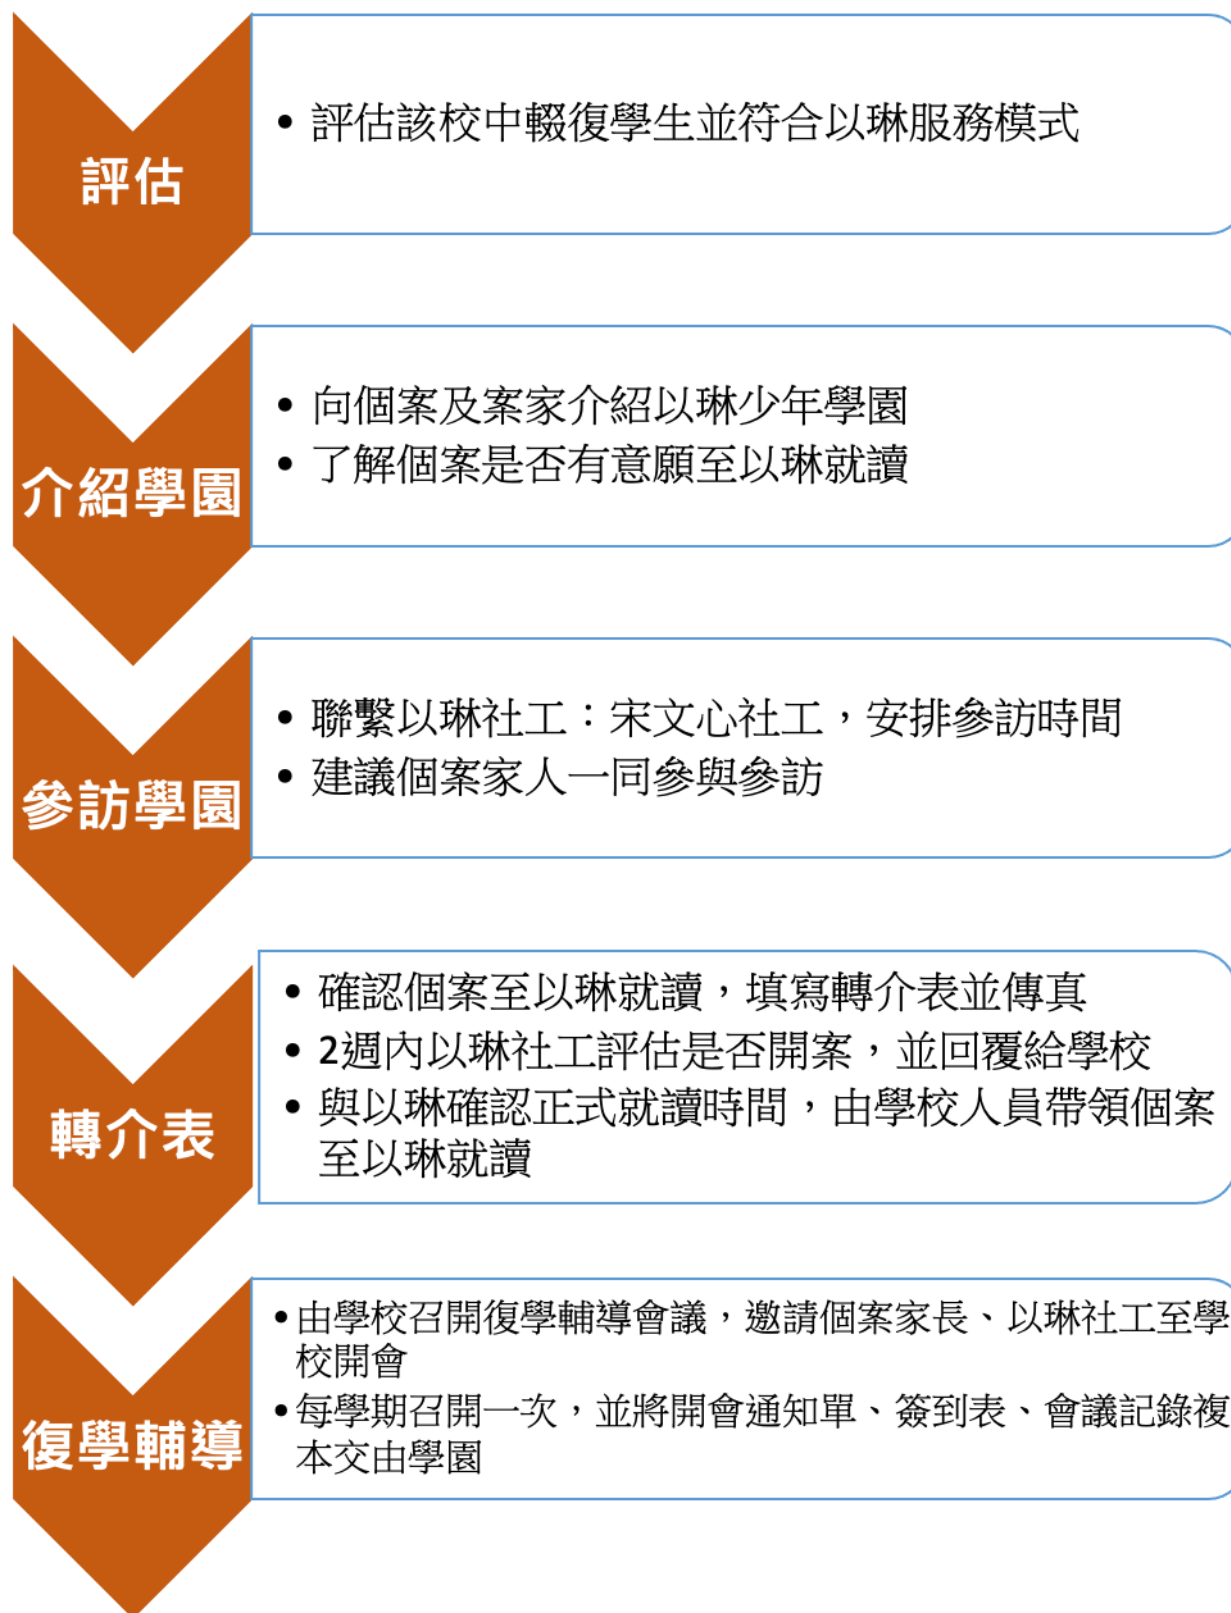 評估
• 評估該校中輟復學生並符合以琳服務模式
介紹學園
• 向個案及案家介紹以琳少年學園
• 了解個案是否有意願至以琳就讀
參訪學園
• 聯繫以琳社工：宋文心社工，安排參訪時間
• 建議個案家人一同參與參訪
轉介表
• 確認個案至以琳就讀，填寫轉介表並傳真
• 2週內以琳社工評估是否開案，並回覆給學校
• 與以琳確認正式就讀時間，由學校人員帶領個案
至以琳就讀
復學輔導
•由學校召開復學輔導會議，邀請個案家長、以琳社工至學
校開會
•每學期召開一次，並將開會通知單、簽到表、會議記錄複
本交由學園